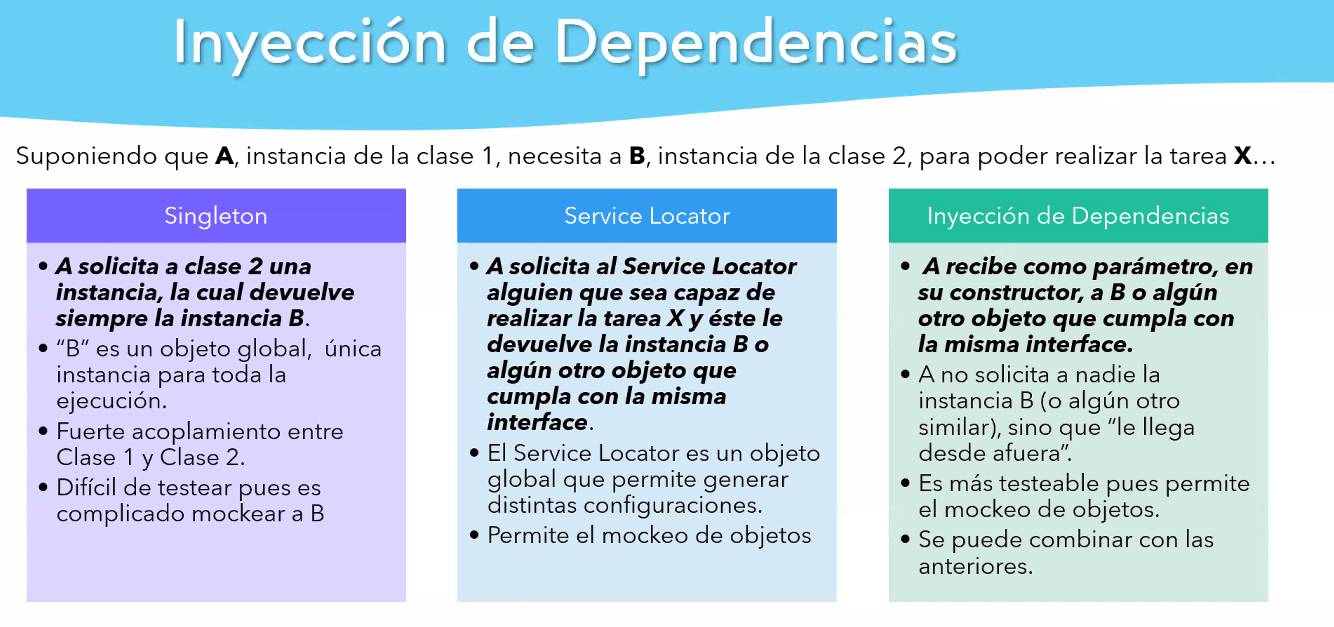 Inyección de Dependencias
Suponiendo que A, instancia de la clase 1, necesita a B, instancia de la clase 2, para poder realizar la tarea X...
Singleton
• A solicita a clase 2 una
instancia, la cual devuelve
siempre la instancia B.
• “B” es un objeto global, única
instancia para toda la
ejecución.
• Fuerte acoplamiento entre
Clase 1 y Clase 2.
• Difícil de testear pues es
complicado mockear a B
Service Locator
• A solicita al Service Locator
alguien que sea capaz de
realizar la tarea X y éste le
devuelve la instancia B o
algún otro objeto que
cumpla con la misma
interface.
• El Service Locator es un objeto
global que permite generar
distintas configuraciones.
• Permite el mockeo de objetos
Inyección de Dependencias
• A recibe como parámetro, en
su constructor, a B o algún
otro objeto que cumpla con
la misma interface.
• A no solicita a nadie la
instancia B (o algún otro
similar), sino que “le llega
desde afuera”.
• Es más testeable pues permite
el mockeo de objetos.
• Se puede combinar con las
anteriores.